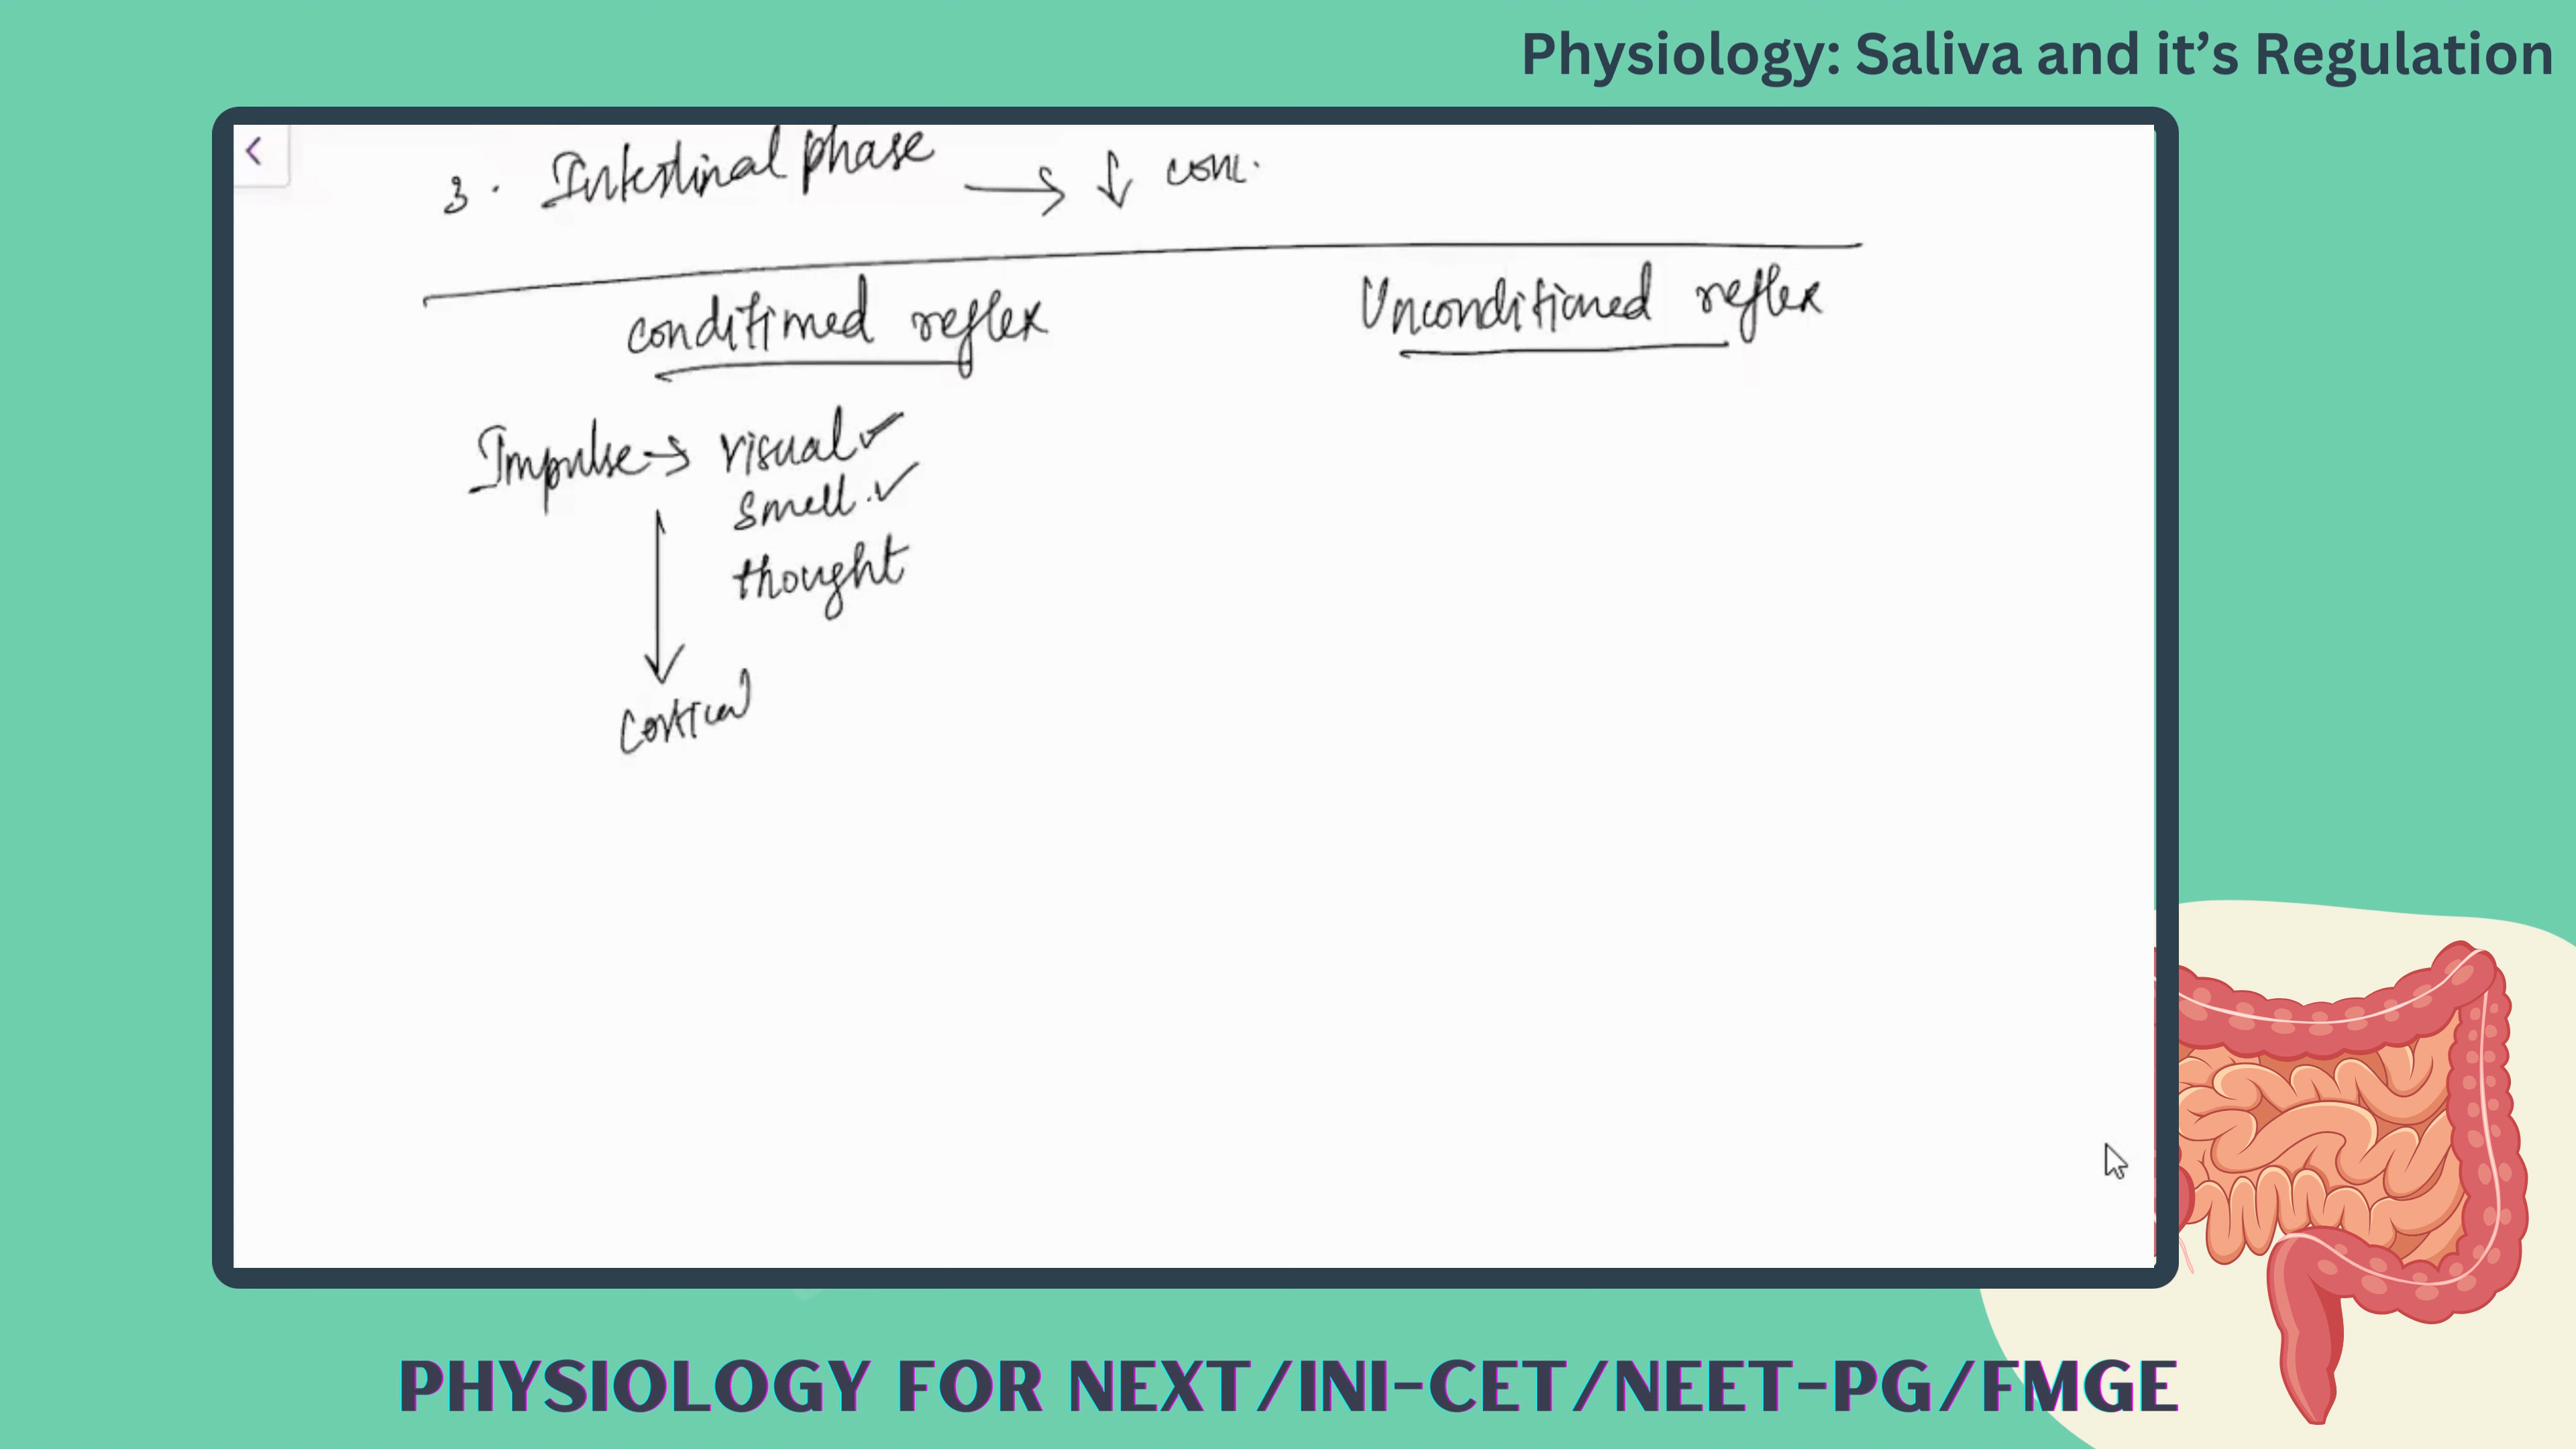 Physiology: Saliva and it’s Regulation
3. Intestinal phase → ↓ conc.
conditioned reflex
Unconditioned reflex
Impulse → visual ✓
smell ✓
thought
↓
Cortical
PHYSIOLOGY FOR NEXT/INI-CET/NEET-PG/FMGE